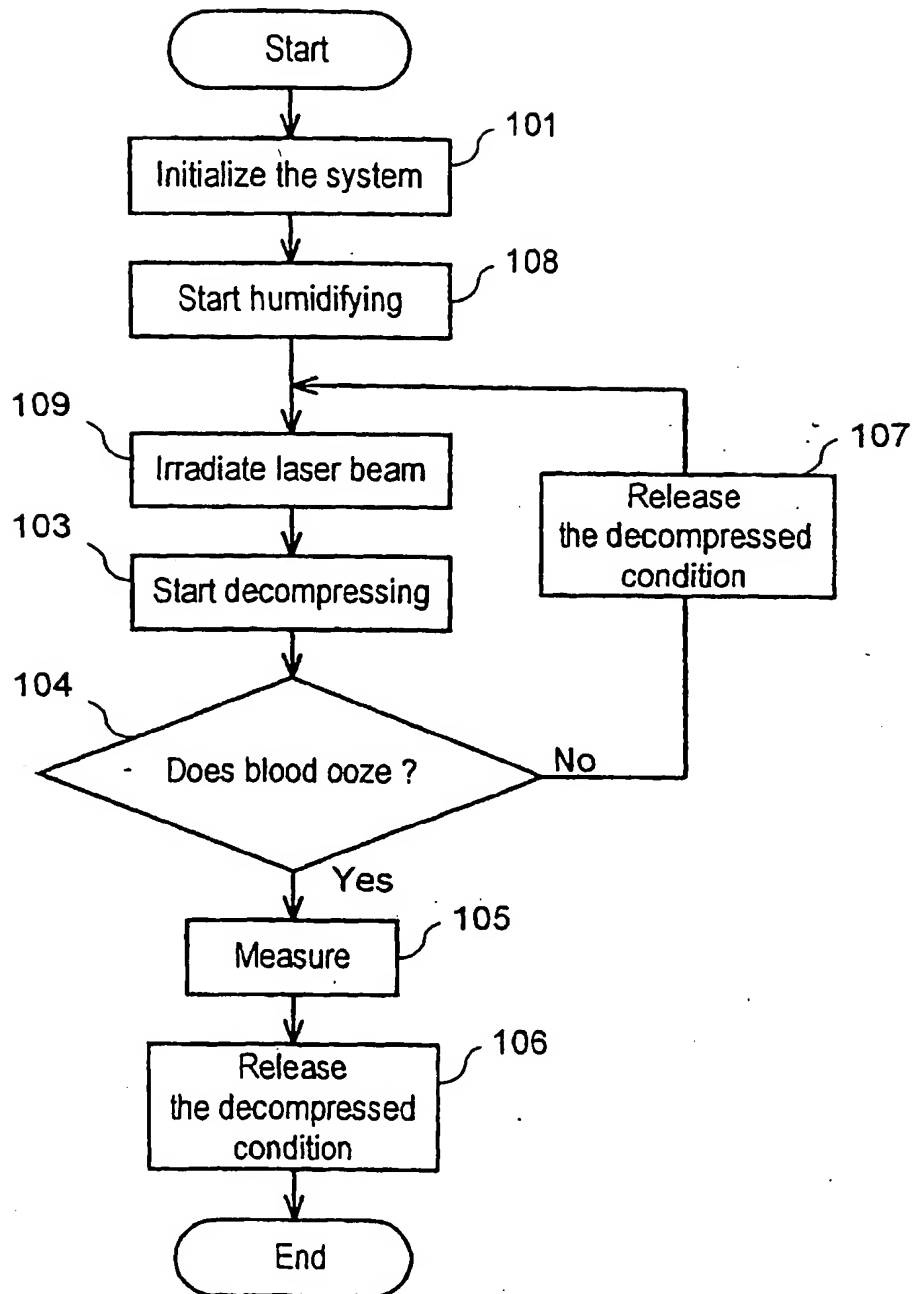 Start
101
Initialize the system
108
Start humidifying
109
Irradiate laser beam
107
Release
the decompressed
condition
103
Start decompressing
104
Does blood ooze ?
No
Yes
105
Measure
106
Release
the decompressed
condition
End